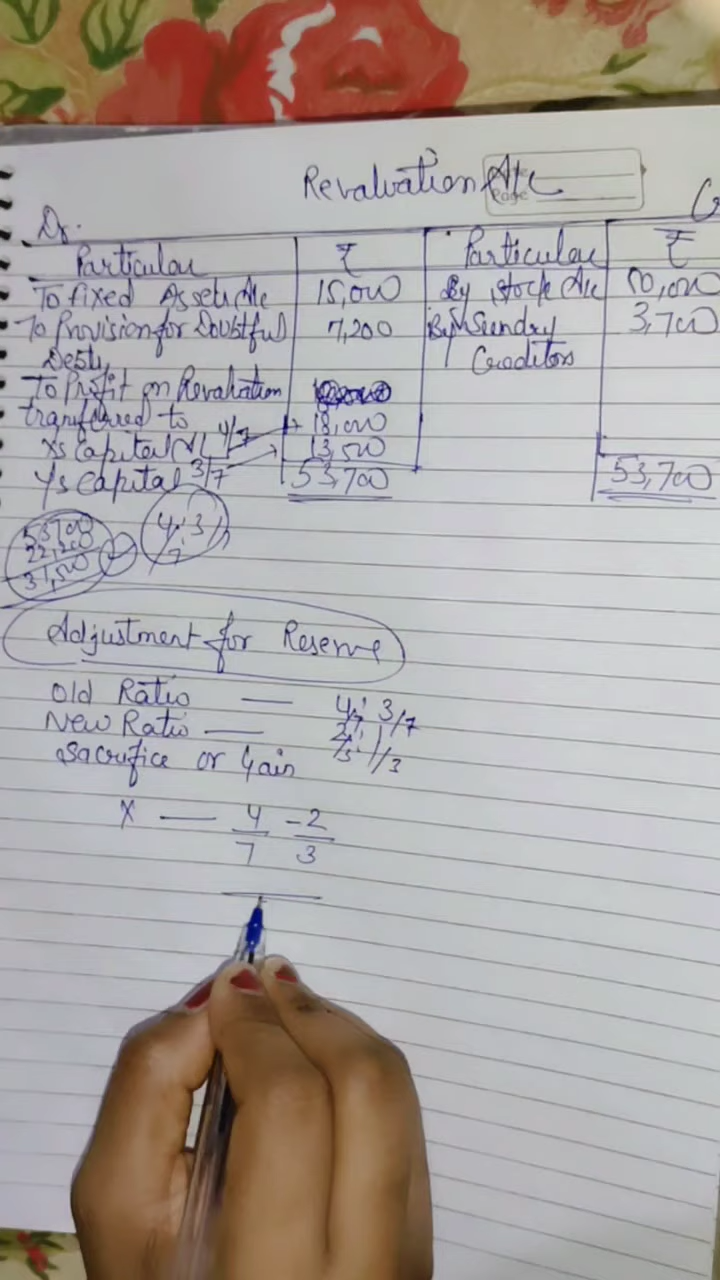 Revaluation A/c
Dr.
Particular ₹ Particular ₹
To fixed Assets A/c 15,000 By Stock A/c 50,000
To Provision for Doubtful 7,200 By Sundry 3,700
Debts Creditors
To Profit on Revaluation
transferred to 18,000
X's Capital A/c 4/7 13,500
Y's Capital 3/7 53,700 53,700
53700
22,200
31,500
4:3/7
Adjustment for Reserve
Old Ratio — 4/7: 3/7
New Ratio — 2/3: 1/3
Sacrifice or Gain
X — 4/7 - 2/3